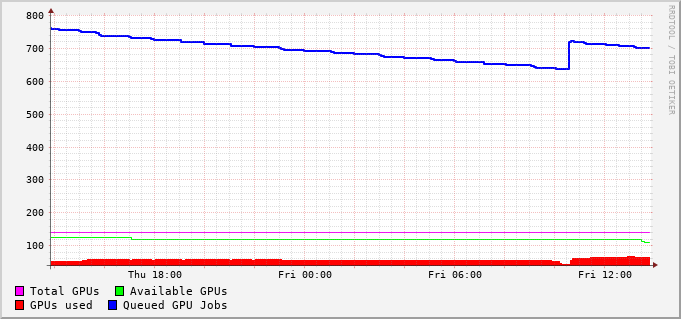 800
700
600
500
400
300
200
100
Thu 18:00 Fri 00:00 Fri 06:00 Fri 12:00
Total GPUs Available GPUs
GPUs used Queued GPU Jobs
RRDTOOL / TOBI OETIKER